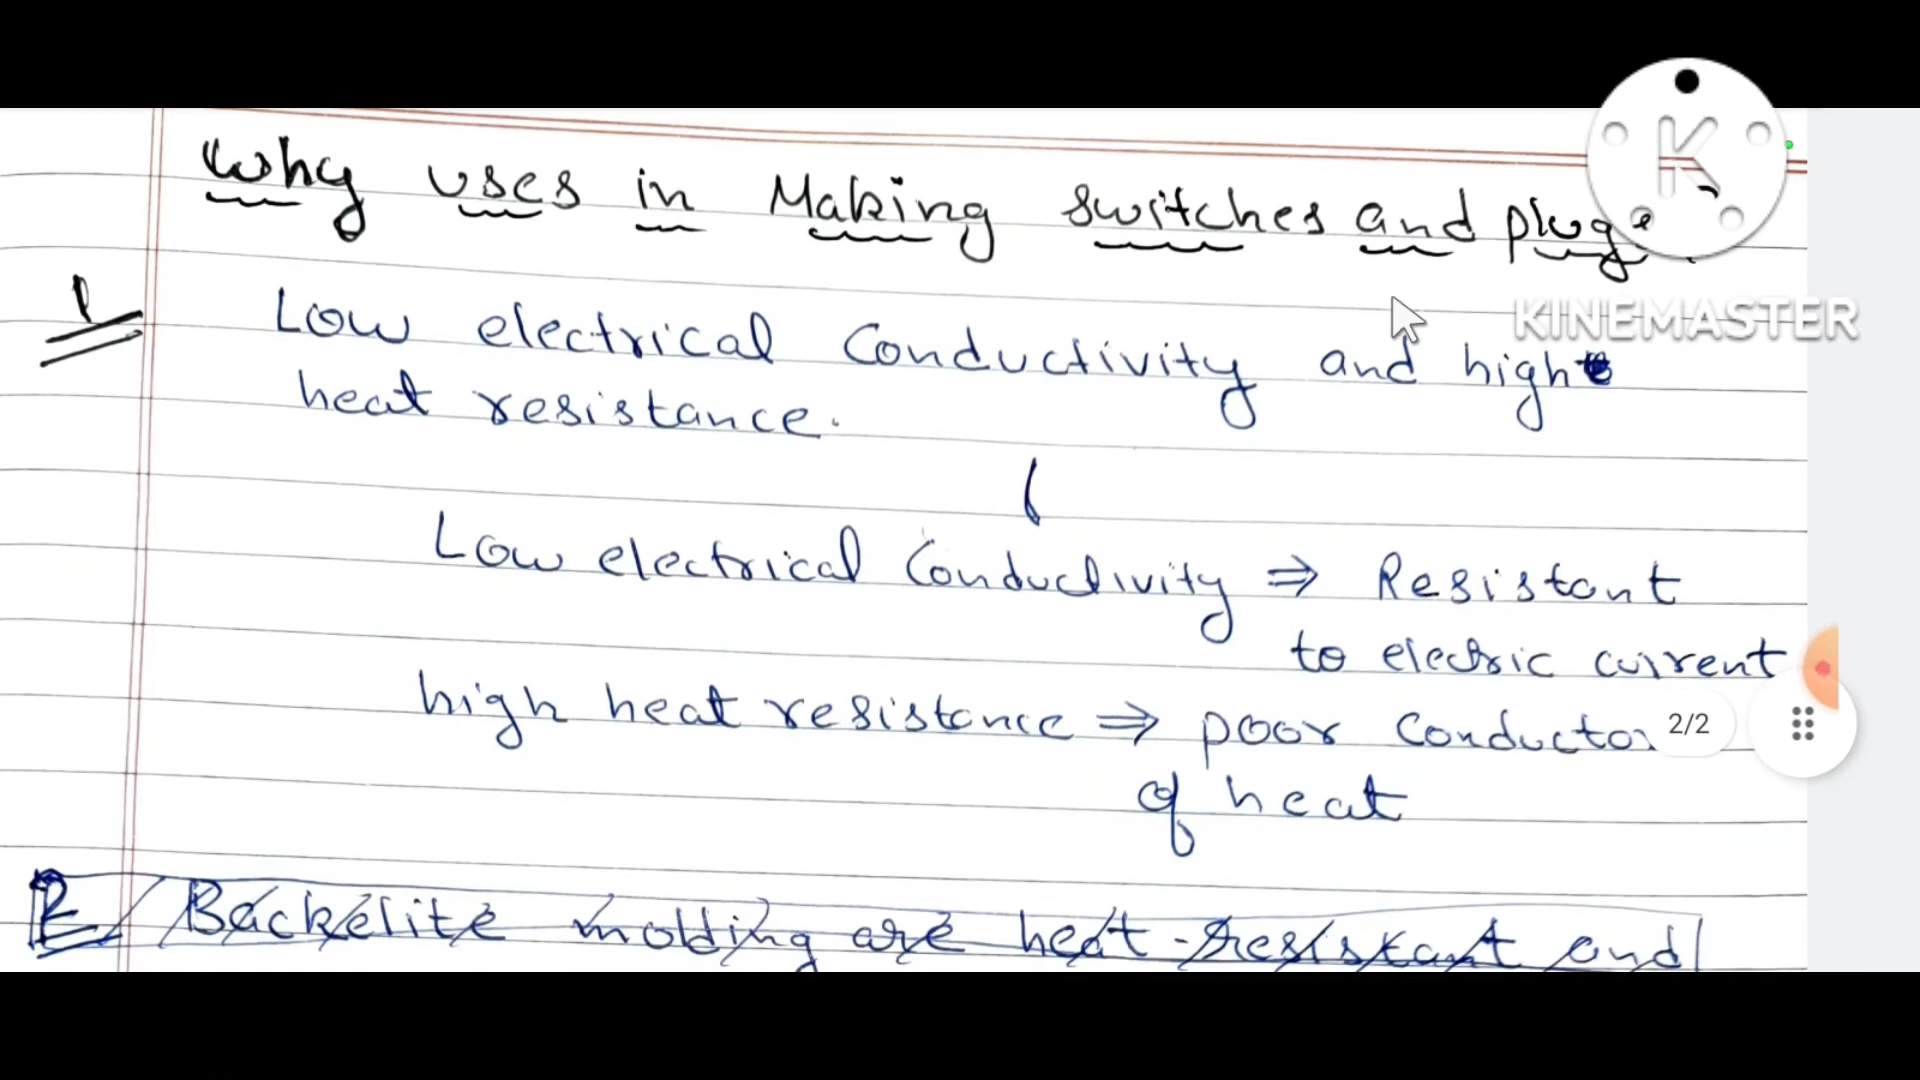 Why uses in Making switches and plugs
KINEMASTER
1 Low electrical Conductivity and high
heat resistance.
Low electrical Conductivity ⇒ Resistant
to electric current
high heat resistance ⇒ poor conductor
2/2
of heat
2 Backelite molding are heat-resistant and